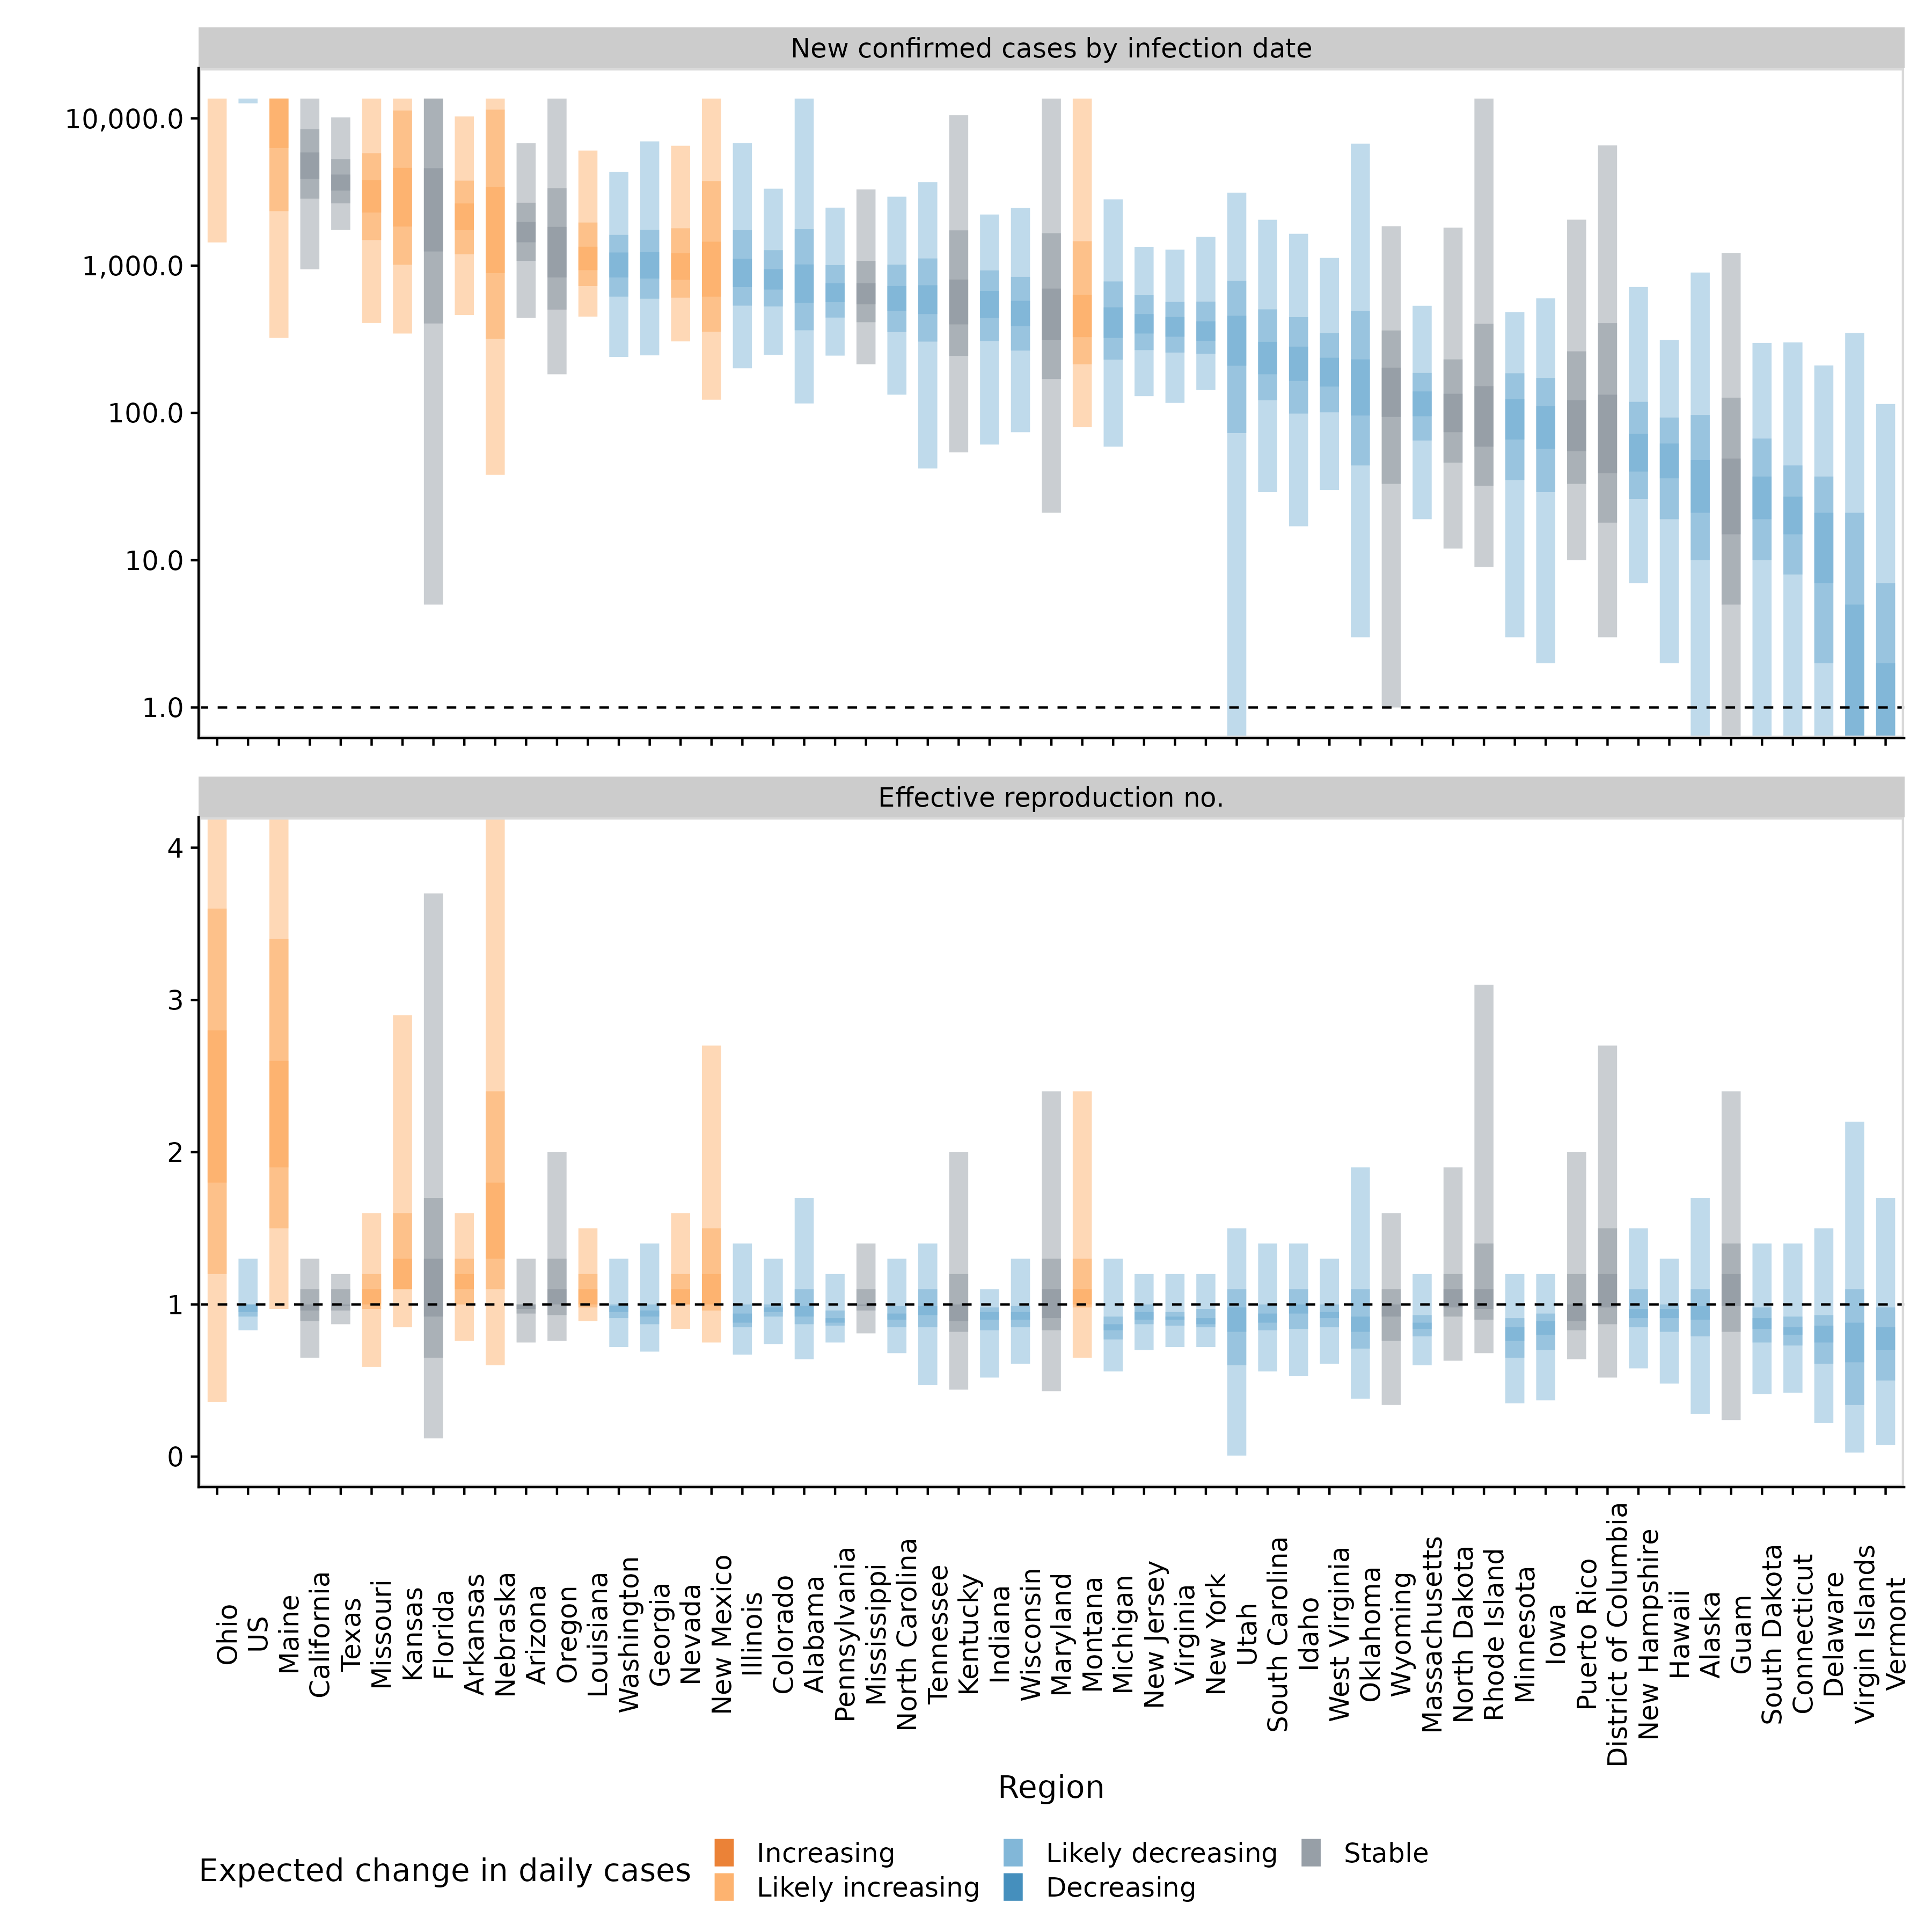 New confirmed cases by infection date
10,000.0
1,000.0
100.0
10.0
1.0
Effective reproduction no.
4
3
2
1
0
Ohio
US
Maine
California
Texas
Missouri
Kansas
Florida
Arkansas
Nebraska
Arizona
Oregon
Louisiana
Washington
Georgia
Nevada
New Mexico
Illinois
Colorado
Alabama
Pennsylvania
Mississippi
North Carolina
Tennessee
Kentucky
Indiana
Wisconsin
Maryland
Montana
Michigan
New Jersey
Virginia
New York
Utah
South Carolina
Idaho
West Virginia
Oklahoma
Wyoming
Massachusetts
North Dakota
Rhode Island
Minnesota
Iowa
Puerto Rico
District of Columbia
New Hampshire
Hawaii
Alaska
Guam
South Dakota
Connecticut
Delaware
Virgin Islands
Vermont
Region
Expected change in daily cases
Increasing
Likely increasing
Likely decreasing
Decreasing
Stable